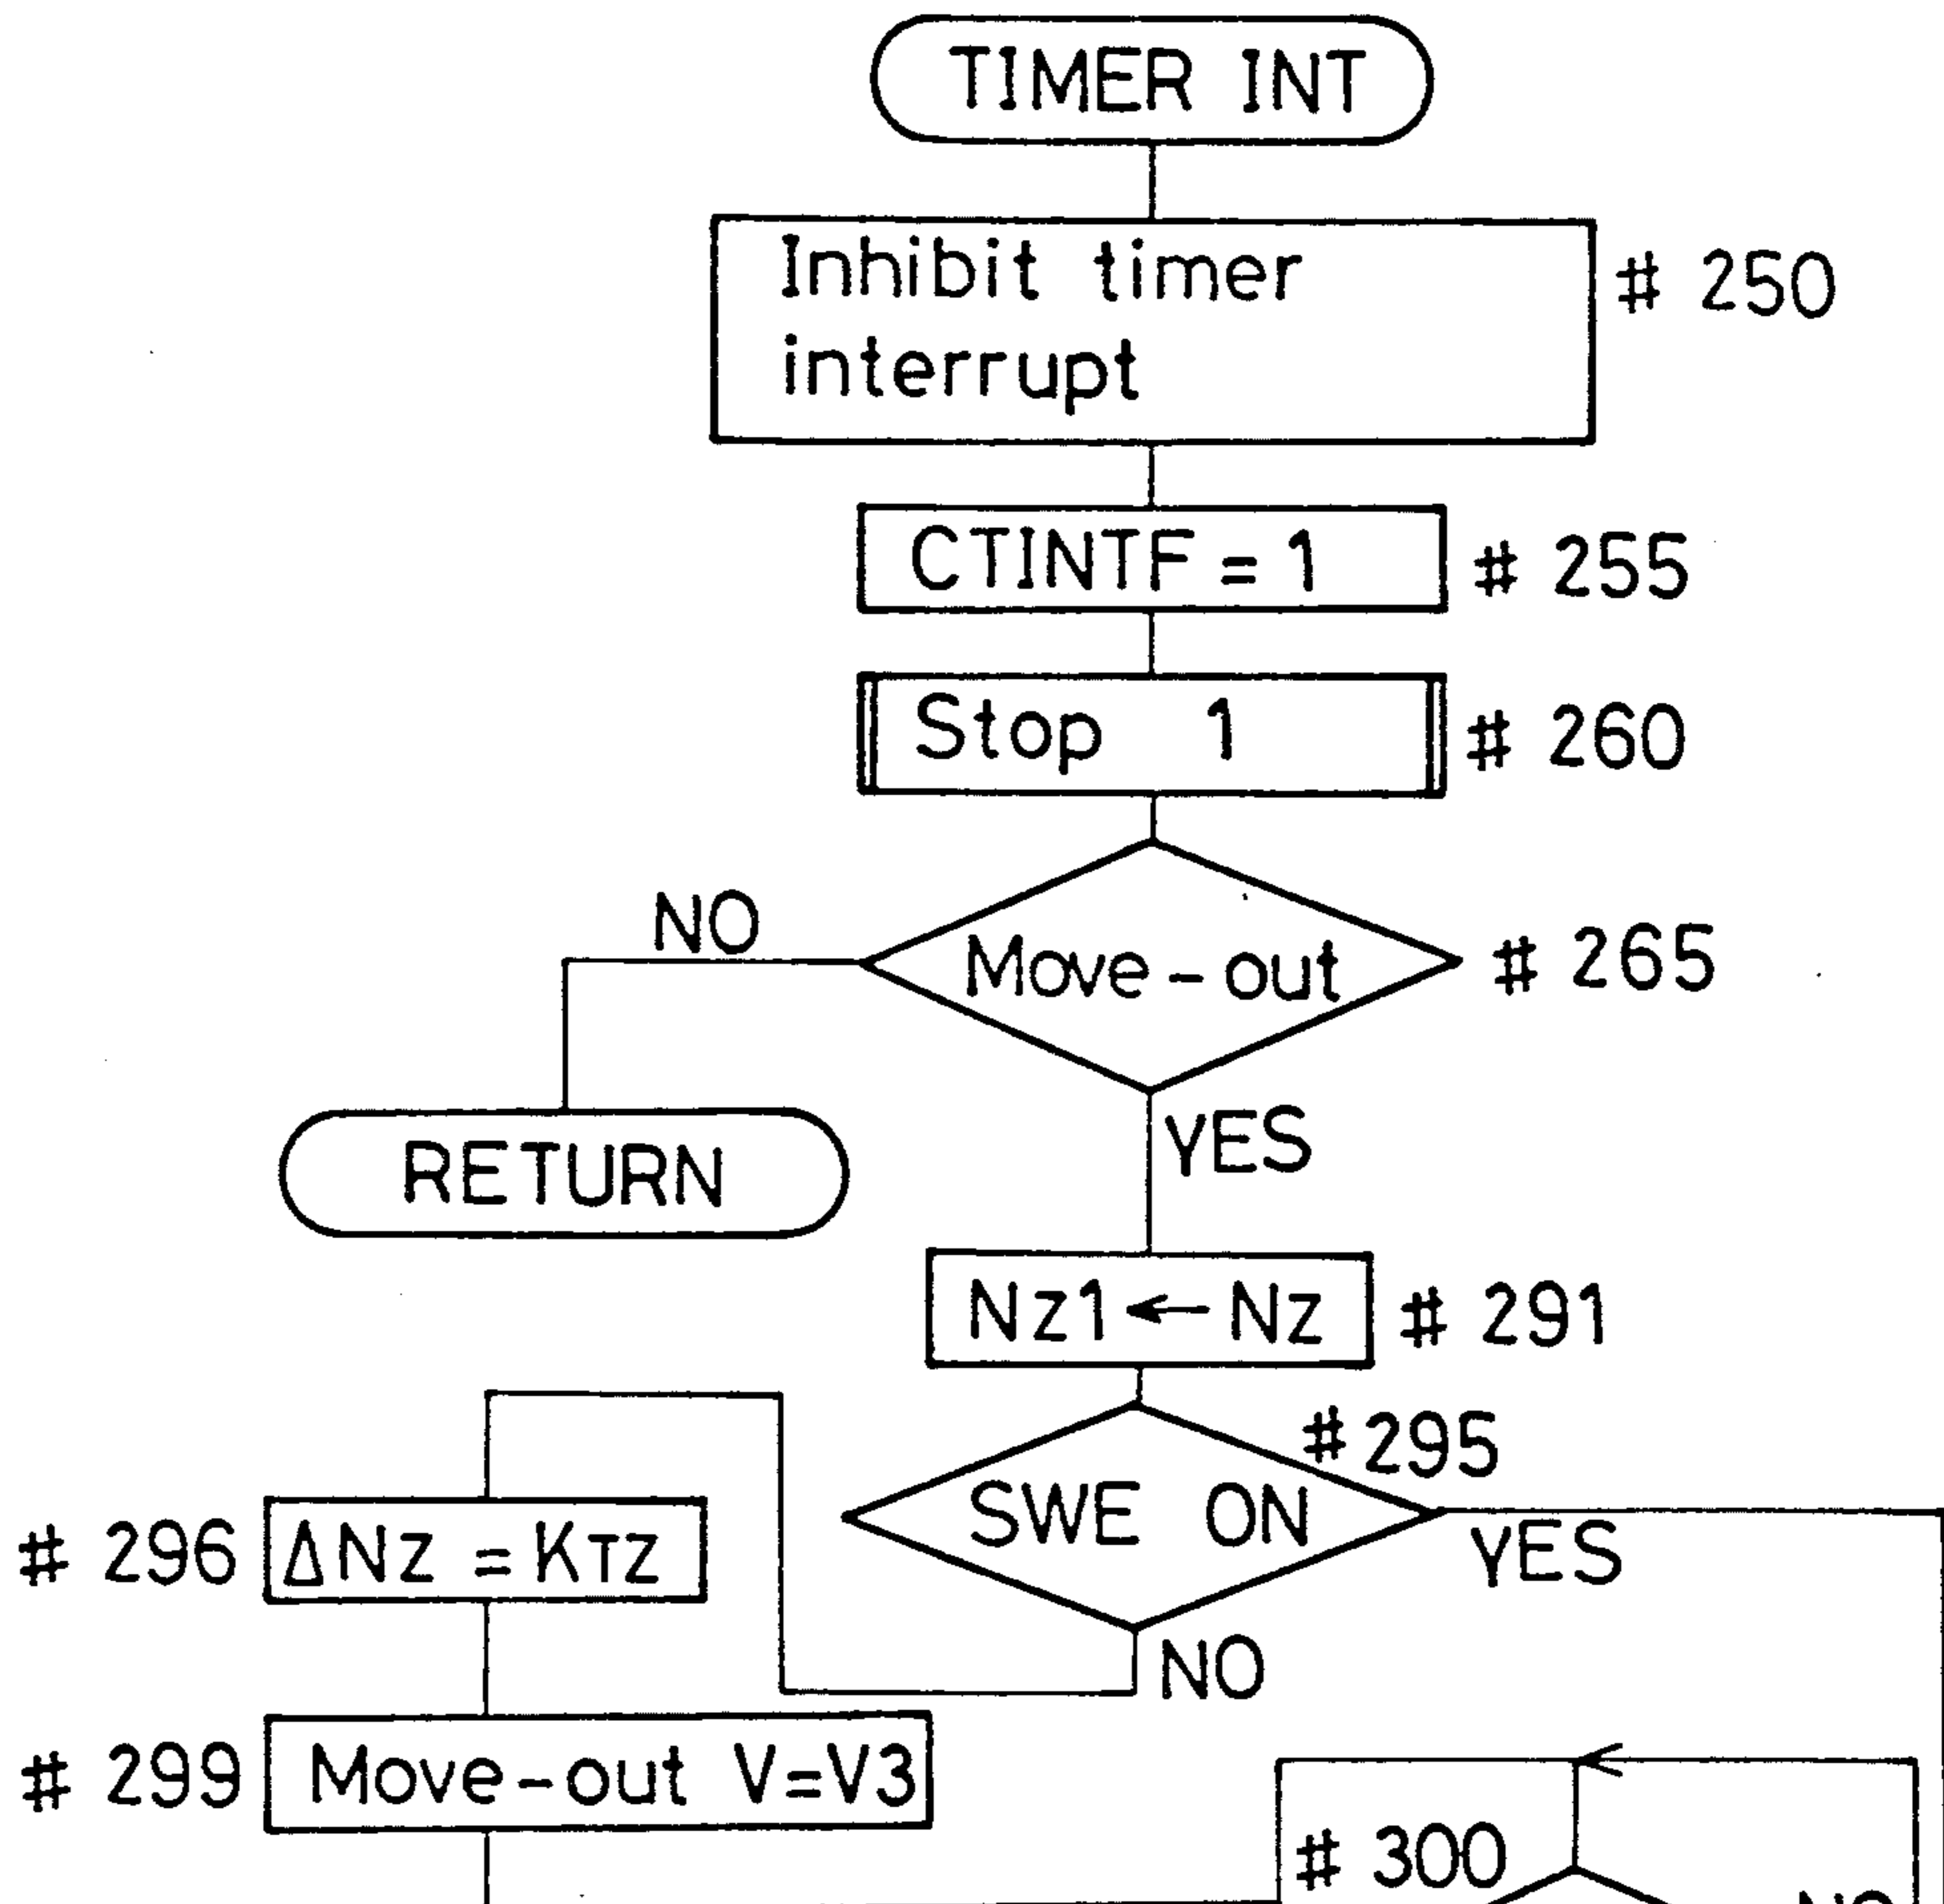 TIMER INT
Inhibit timer
interrupt
# 250
CTINTF = 1
# 255
Stop 1
# 260
NO
Move-out
# 265
RETURN
YES
Nz1 ← Nz
# 291
# 295
SWE ON
YES
NO
# 296
ΔNz = KTZ
# 299
Move-out V=V3
# 300
NO